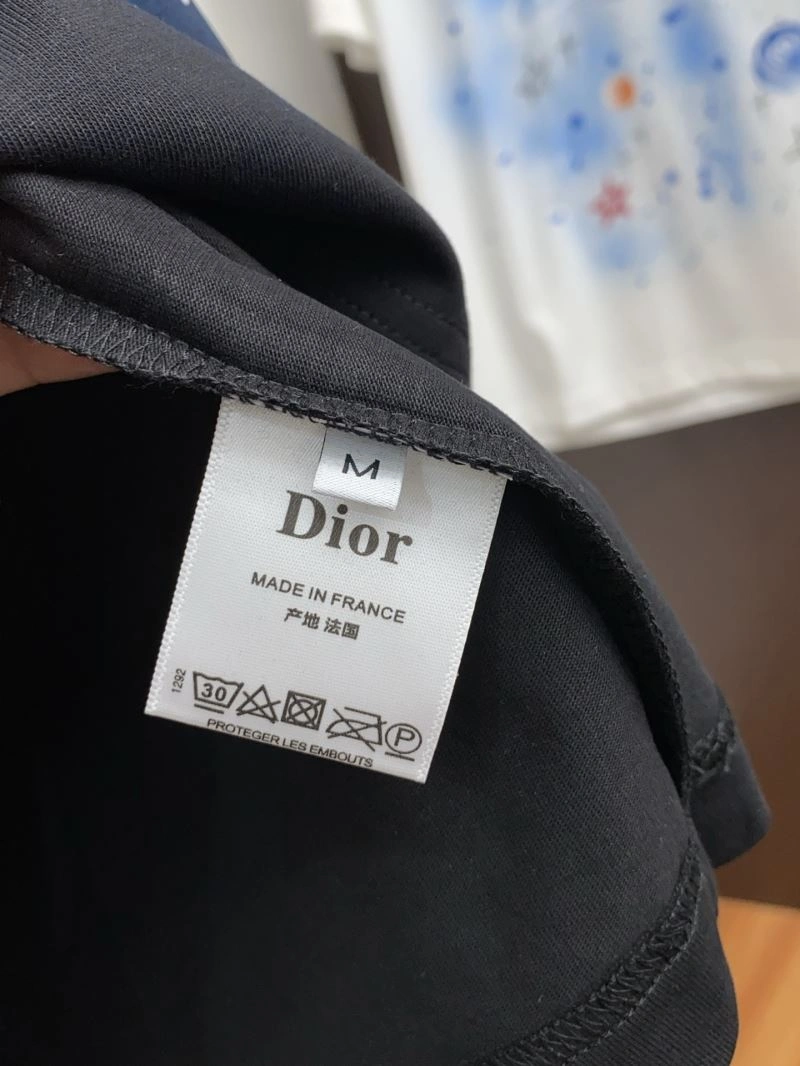 M
Dior
MADE IN FRANCE
产地 法国
1292
30
P
PROTEGER LES EMBOUTS